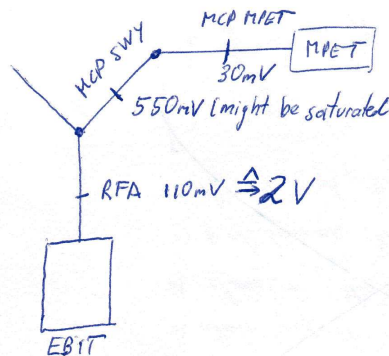 MCP MPET
MPET
30mV
MCP SWY
550mV (might be saturated
RFA 110mV ≙> 2V
EBIT